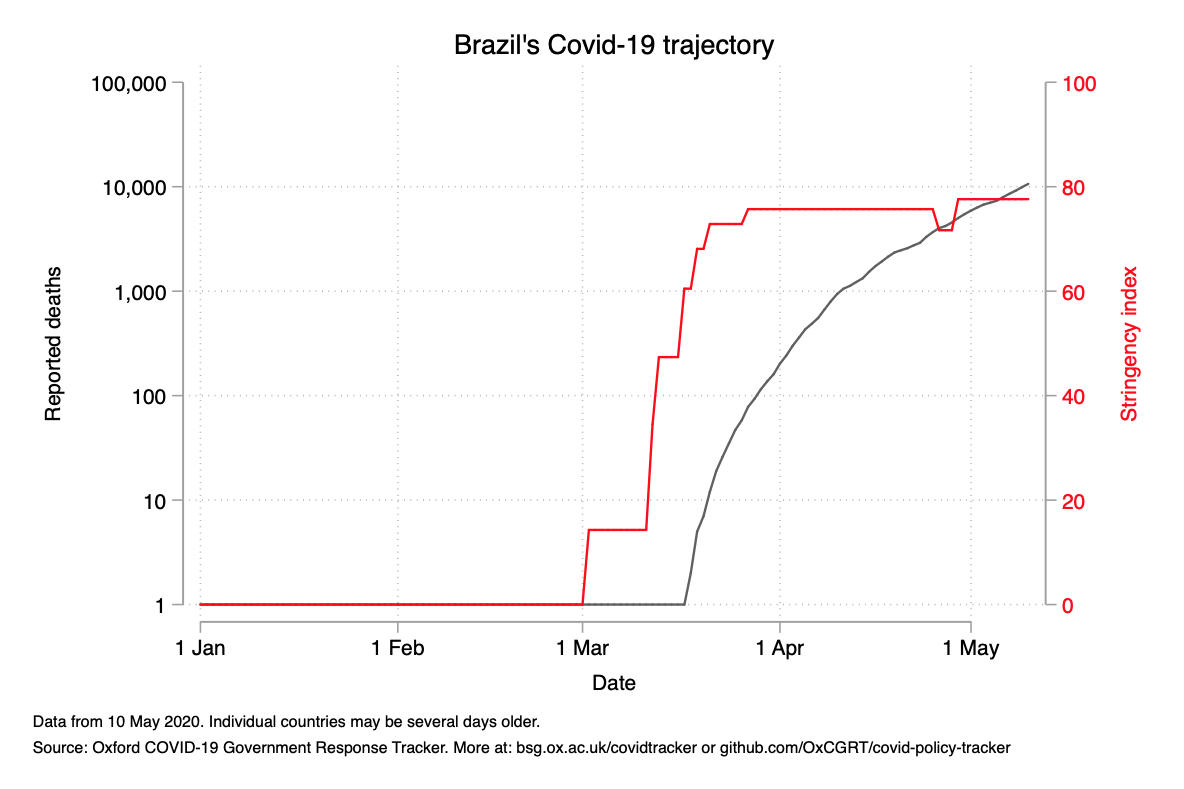 Brazil's Covid-19 trajectory
100,000
10,000
1,000
100
10
1
Reported deaths
100
80
60
40
20
0
Stringency index
1 Jan
1 Feb
1 Mar
1 Apr
1 May
Date
Data from 10 May 2020. Individual countries may be several days older.
Source: Oxford COVID-19 Government Response Tracker. More at: bsg.ox.ac.uk/covidtracker or github.com/OxCGRT/covid-policy-tracker